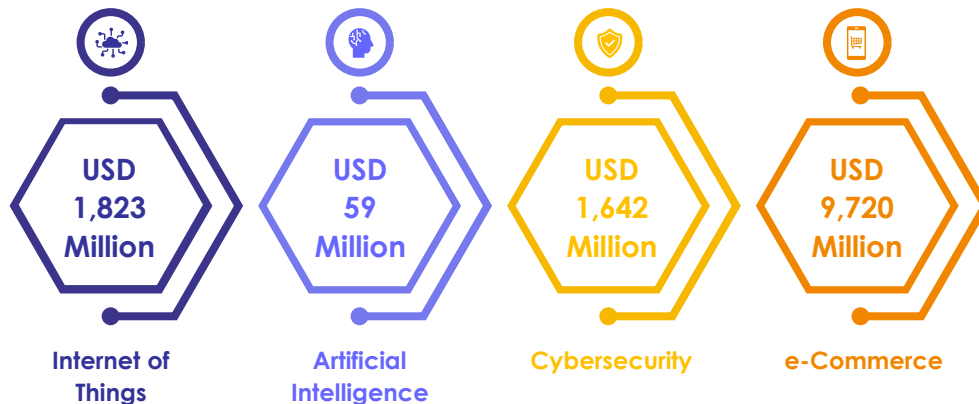 USD
1,823
Million
USD
59
Million
USD
1,642
Million
USD
9,720
Million
Internet of
Things
Artificial
Intelligence
Cybersecurity
e-Commerce